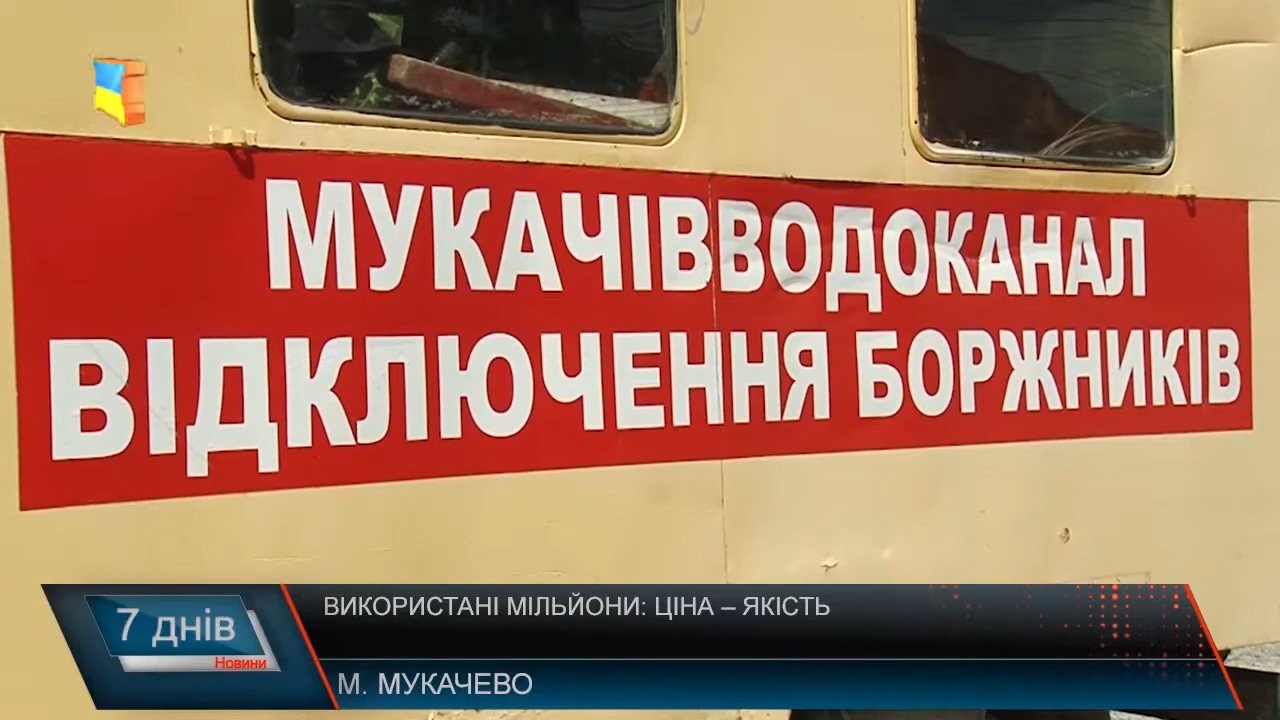 МУКАЧІВВОДОКАНАЛ
ВІДКЛЮЧЕННЯ БОРЖНИКІВ
7 днів
Новини
ВИКОРИСТАНІ МІЛЬЙОНИ: ЦІНА – ЯКІСТЬ
М. МУКАЧЕВО